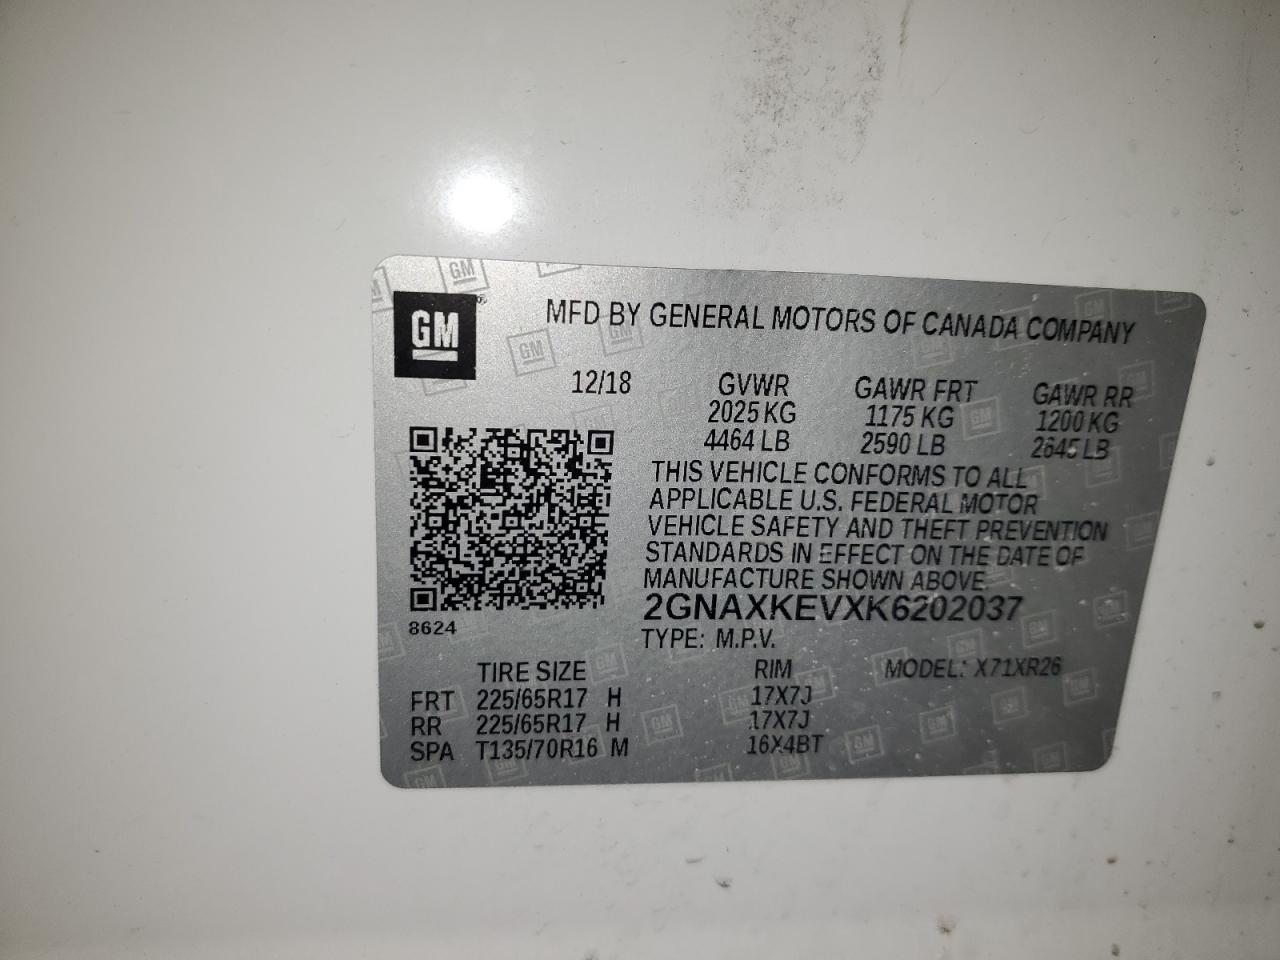 GM
MFD BY GENERAL MOTORS OF CANADA COMPANY
12/18 GVWR GAWR FRT GAWR RR
2025 KG 1175 KG 1200 KG
4464 LB 2590 LB 2645 LB
THIS VEHICLE CONFORMS TO ALL
APPLICABLE U.S. FEDERAL MOTOR
VEHICLE SAFETY AND THEFT PREVENTION
STANDARDS IN EFFECT ON THE DATE OF
MANUFACTURE SHOWN ABOVE.
2GNAXKEVXK6202037
8624
TYPE: M.P.V.
TIRE SIZE RIM MODEL: X71XR26
FRT 225/65R17 H 17X7J
RR 225/65R17 H 17X7J
SPA T135/70R16 M 16X4BT